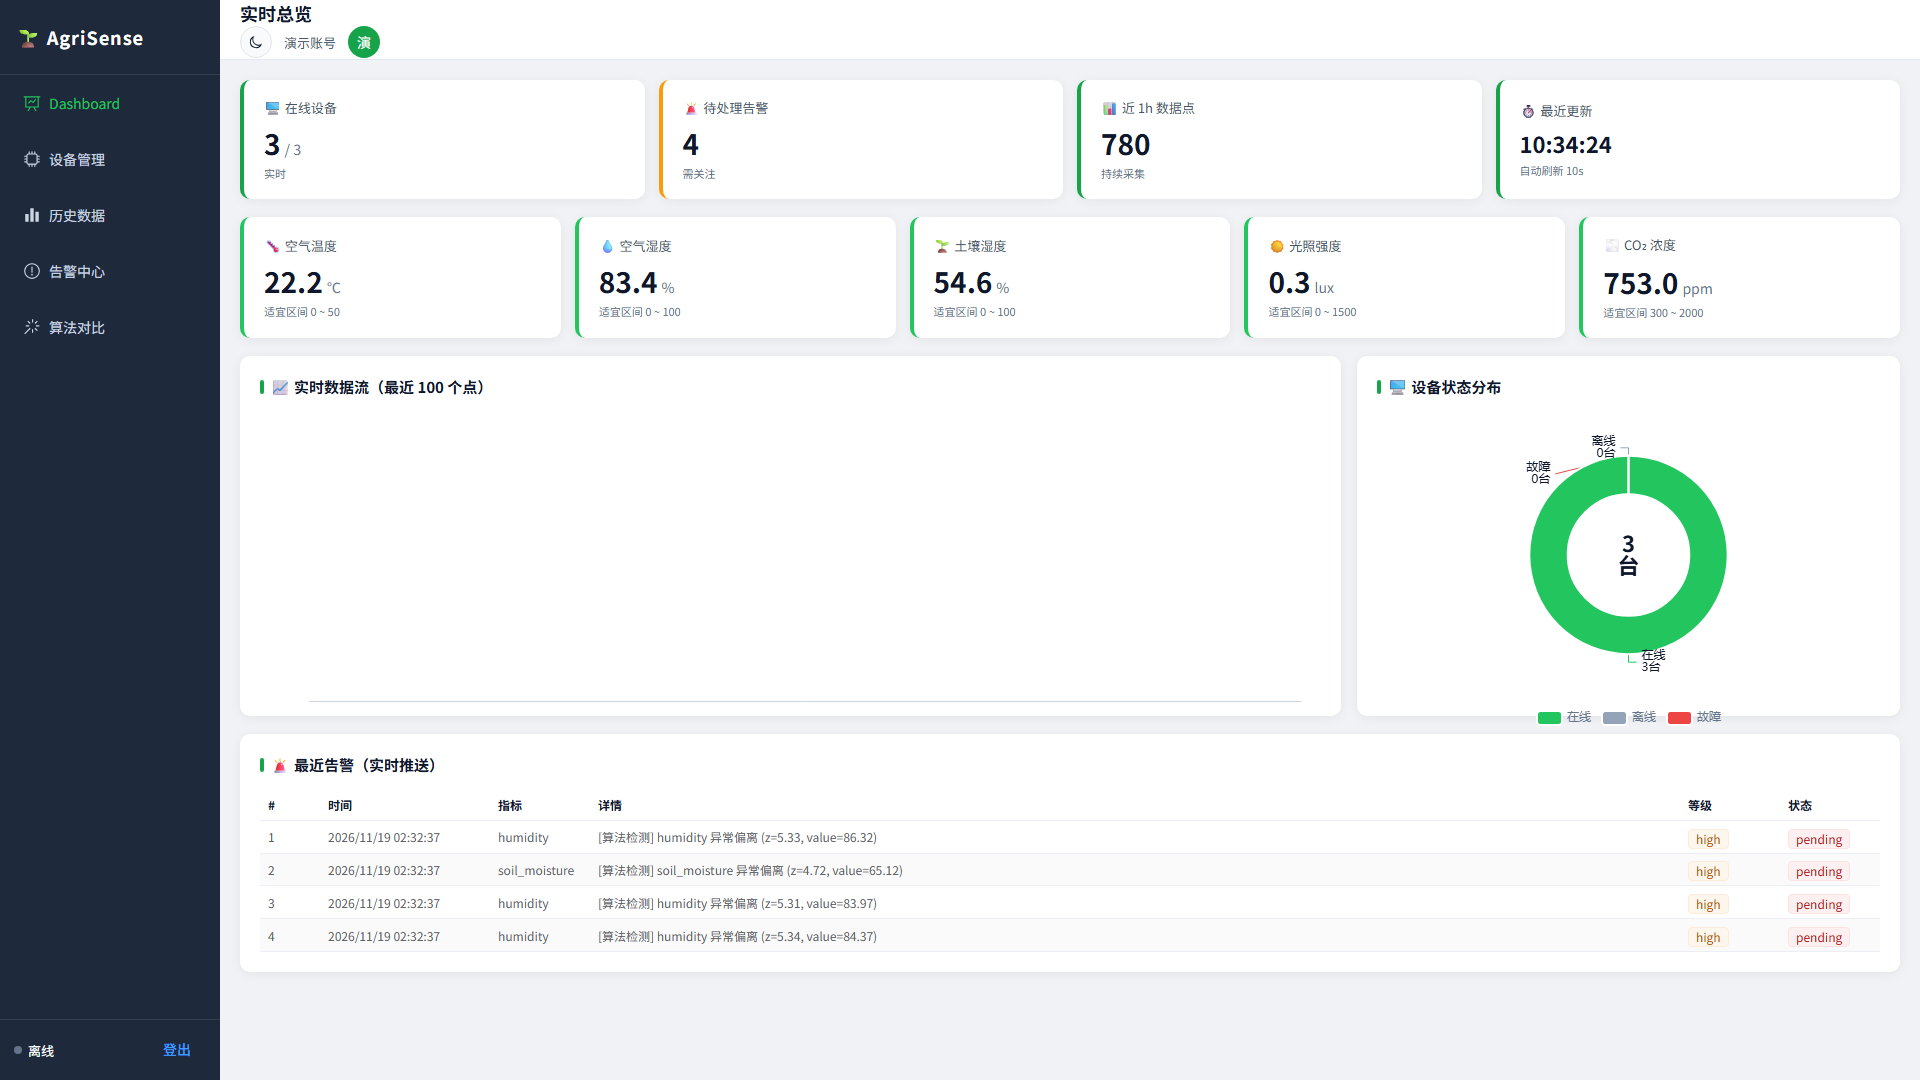 AgriSense
Dashboard
设备管理
历史数据
告警中心
算法对比
离线 登出
实时总览
演示账号 演
在线设备
3 / 3
实时
待处理告警
4
需关注
近 1h 数据点
780
持续采集
最近更新
10:34:24
自动刷新 10s
空气温度
22.2 °C
适宜区间 0 ~ 50
空气湿度
83.4 %
适宜区间 0 ~ 100
土壤湿度
54.6 %
适宜区间 0 ~ 100
光照强度
0.3 lux
适宜区间 0 ~ 1500
CO₂ 浓度
753.0 ppm
适宜区间 300 ~ 2000
实时数据流（最近 100 个点）
设备状态分布
离线
0台
故障
0台
3
台
在线
3台
在线 离线 故障
最近告警（实时推送）
# 时间 指标 详情 等级 状态
1 2026/11/19 02:32:37 humidity [算法检测] humidity 异常偏离 (z=5.33, value=86.32) high pending
2 2026/11/19 02:32:37 soil_moisture [算法检测] soil_moisture 异常偏离 (z=4.72, value=65.12) high pending
3 2026/11/19 02:32:37 humidity [算法检测] humidity 异常偏离 (z=5.31, value=83.97) high pending
4 2026/11/19 02:32:37 humidity [算法检测] humidity 异常偏离 (z=5.34, value=84.37) high pending